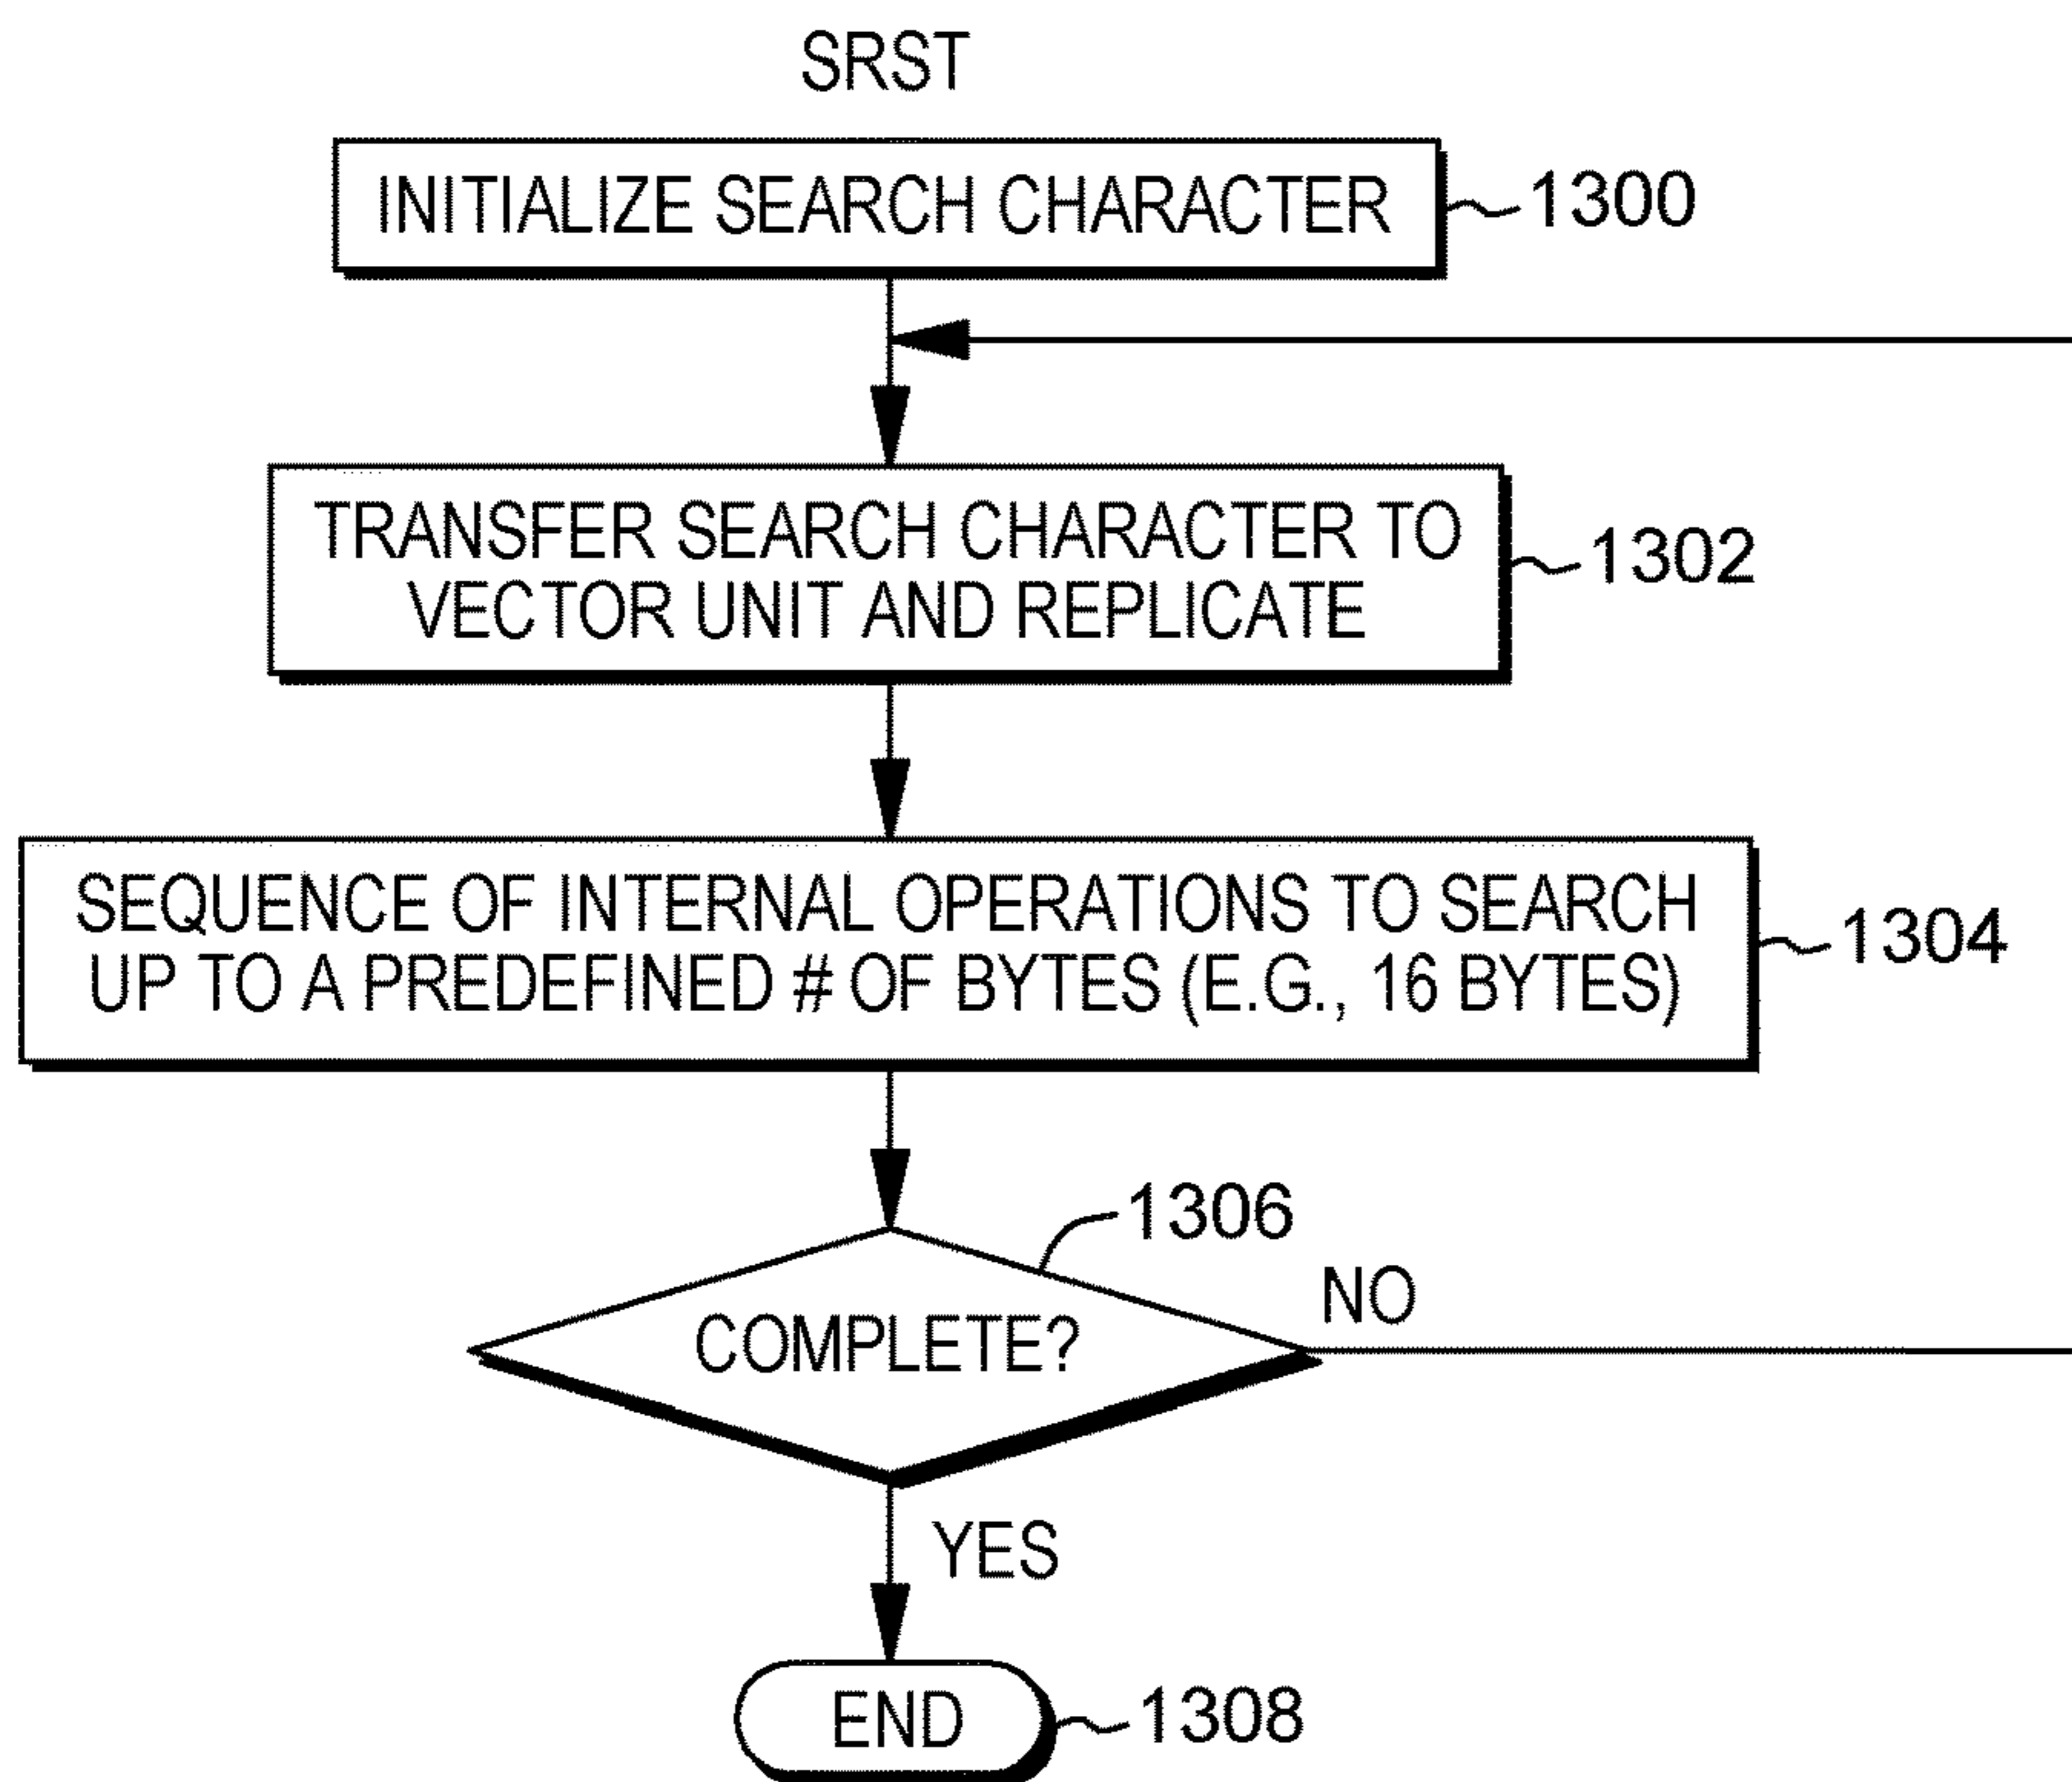 SRST
INITIALIZE SEARCH CHARACTER
1300
TRANSFER SEARCH CHARACTER TO
VECTOR UNIT AND REPLICATE
1302
SEQUENCE OF INTERNAL OPERATIONS TO SEARCH
UP TO A PREDEFINED # OF BYTES (E.G., 16 BYTES)
1304
1306
COMPLETE?
NO
YES
END
1308